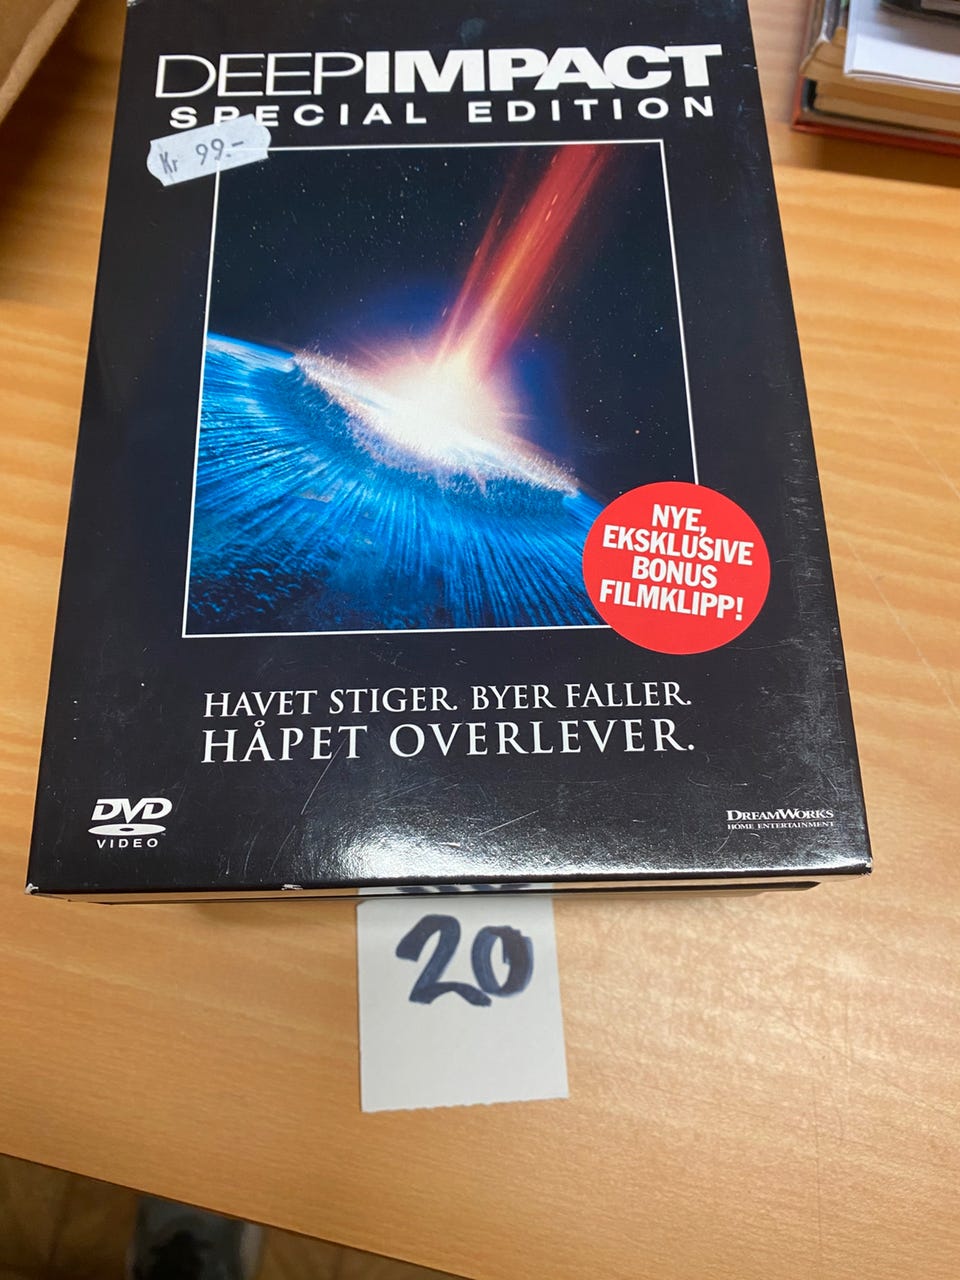 DEEPIMPACT
SPECIAL EDITION
Kr 99.-
NYE,
EKSKLUSIVE
BONUS
FILMKLIPP!
HAVET STIGER. BYER FALLER.
HÅPET OVERLEVER.
DVD
VIDEO
DREAMWORKS
HOME ENTERTAINMENT
20